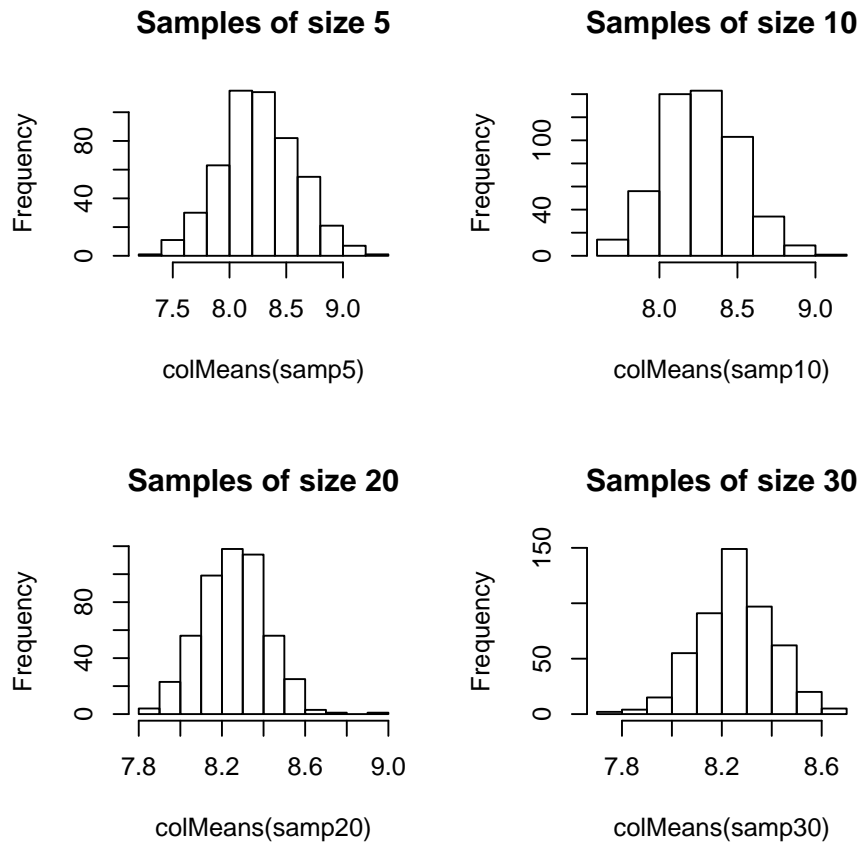 Samples of size 5
Frequency
0 40 80
7.5 8.0 8.5 9.0
colMeans(samp5)
Samples of size 10
Frequency
0 40 100
8.0 8.5 9.0
colMeans(samp10)
Samples of size 20
Frequency
0 40 80
7.8 8.2 8.6 9.0
colMeans(samp20)
Samples of size 30
Frequency
0 50 150
7.8 8.2 8.6
colMeans(samp30)